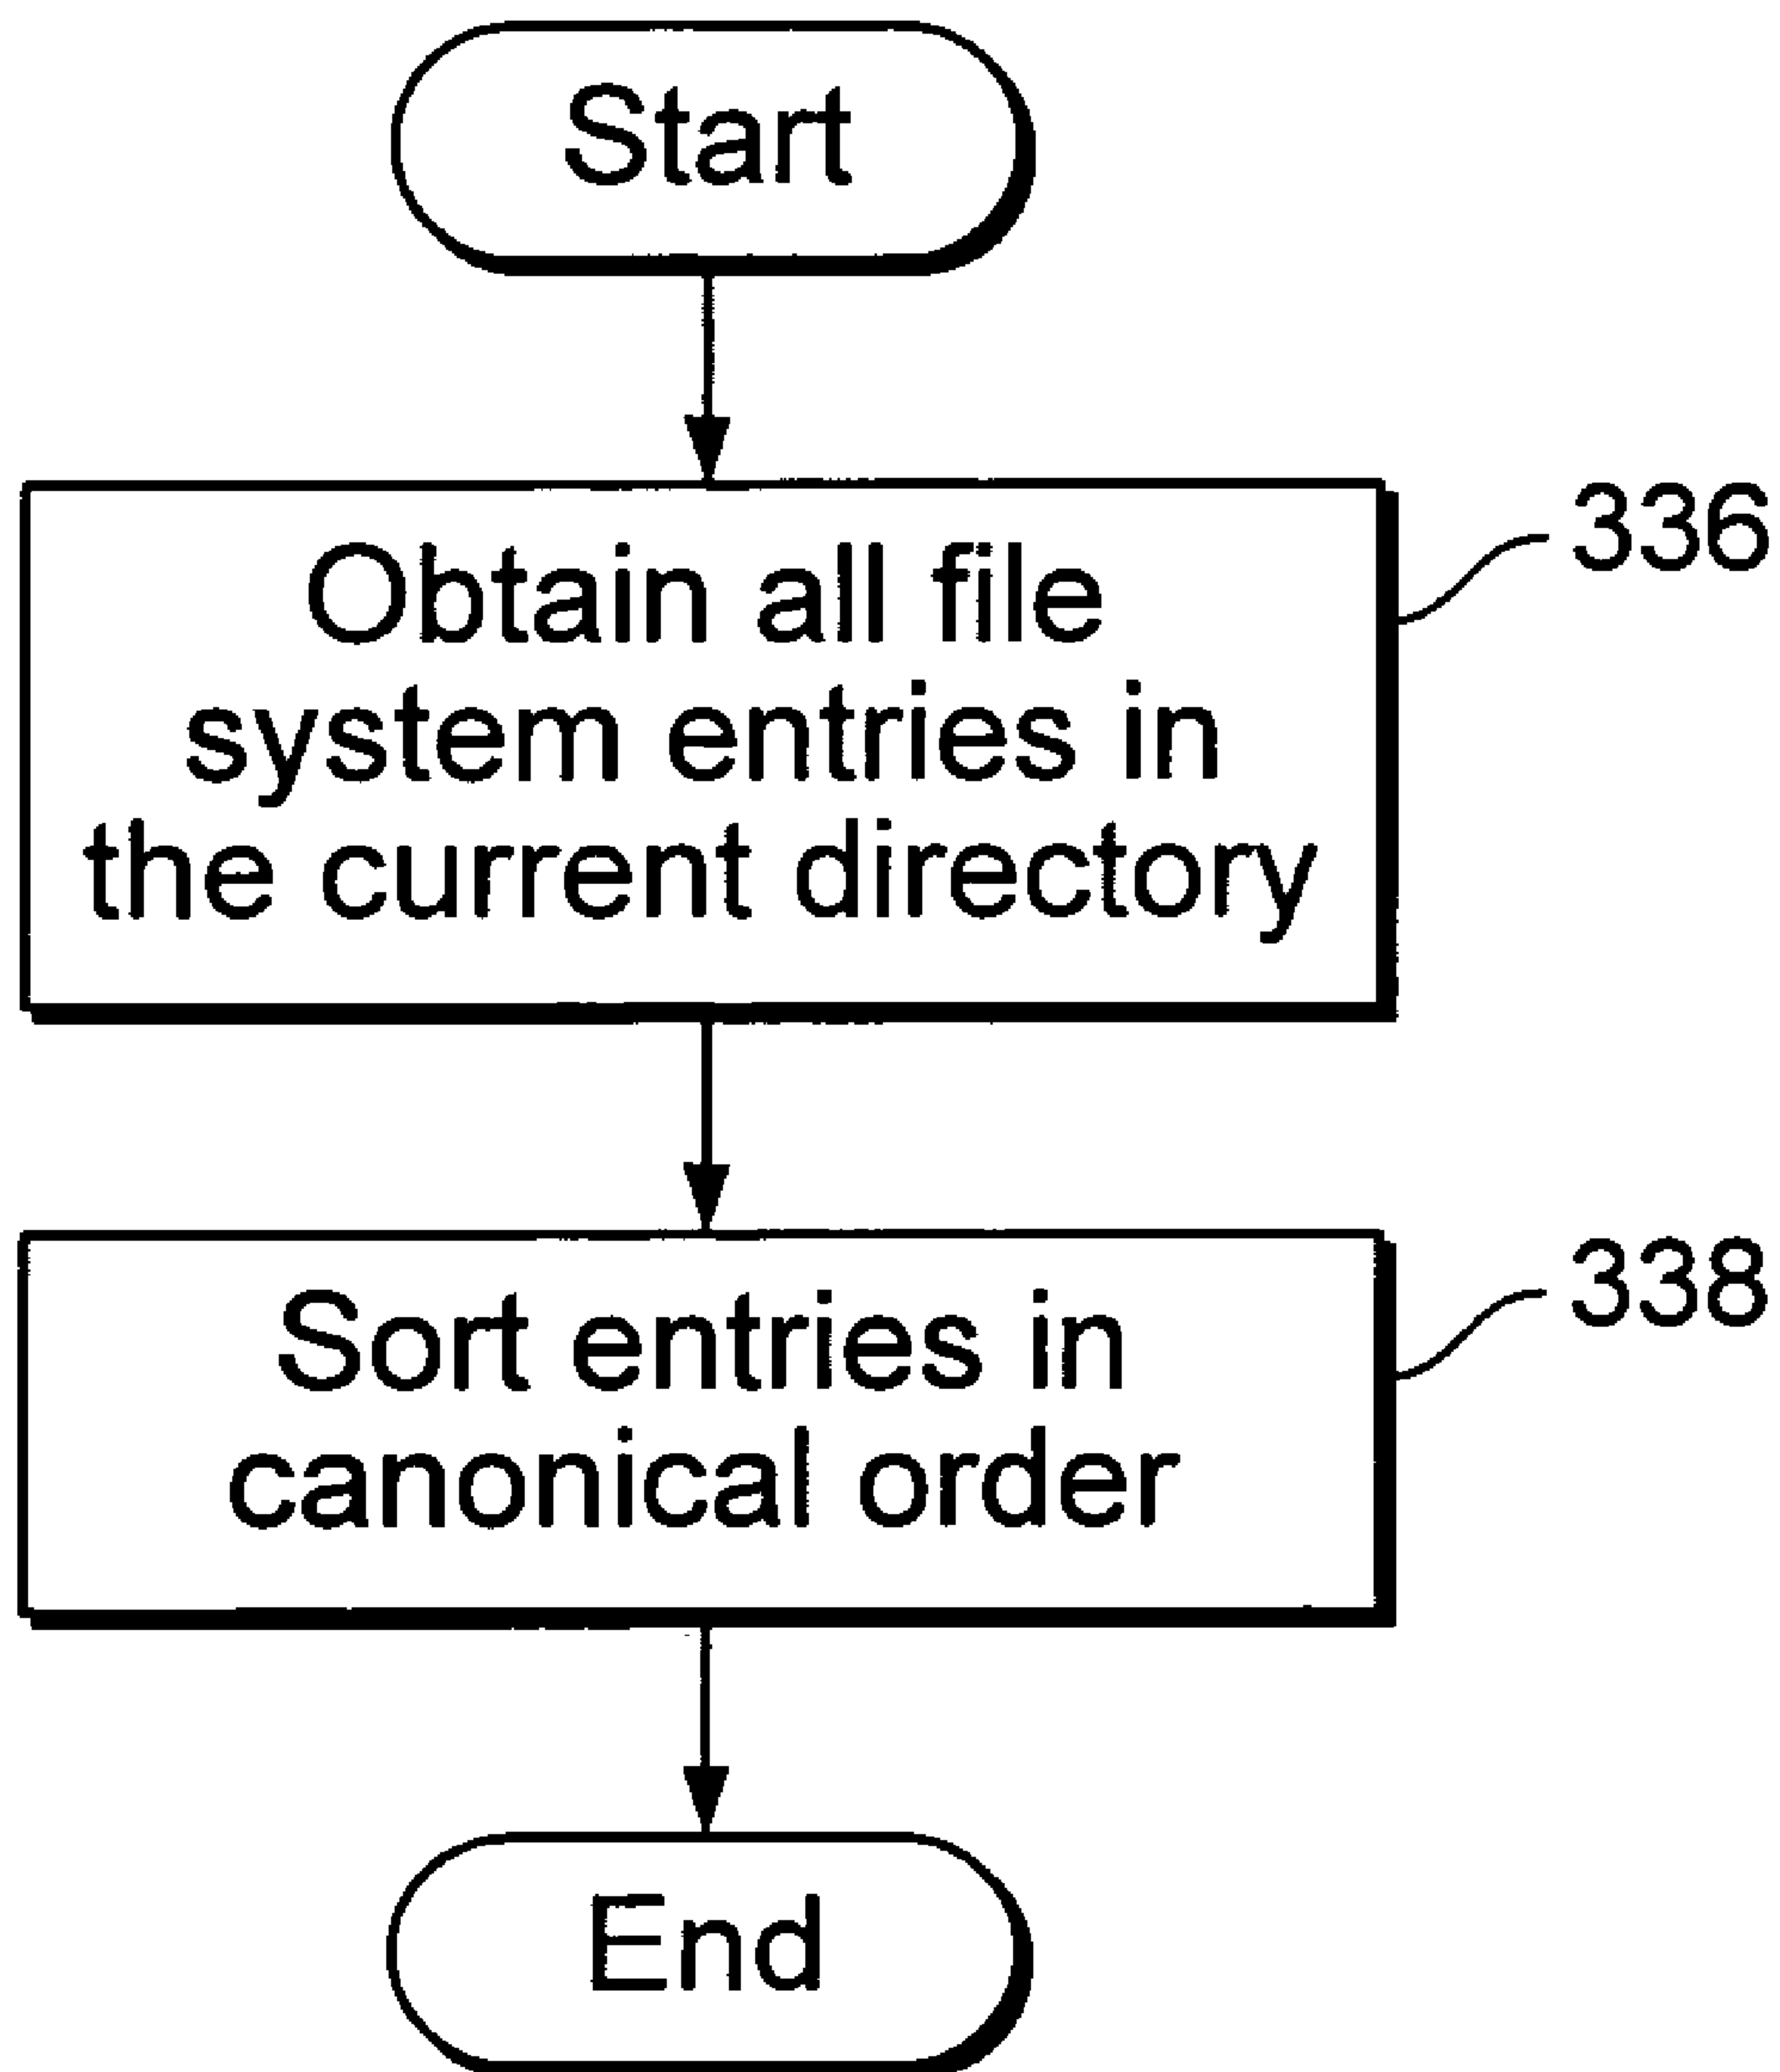 Start
Obtain all file
system entries in
the current directory
336
Sort entries in
canonical order
338
End